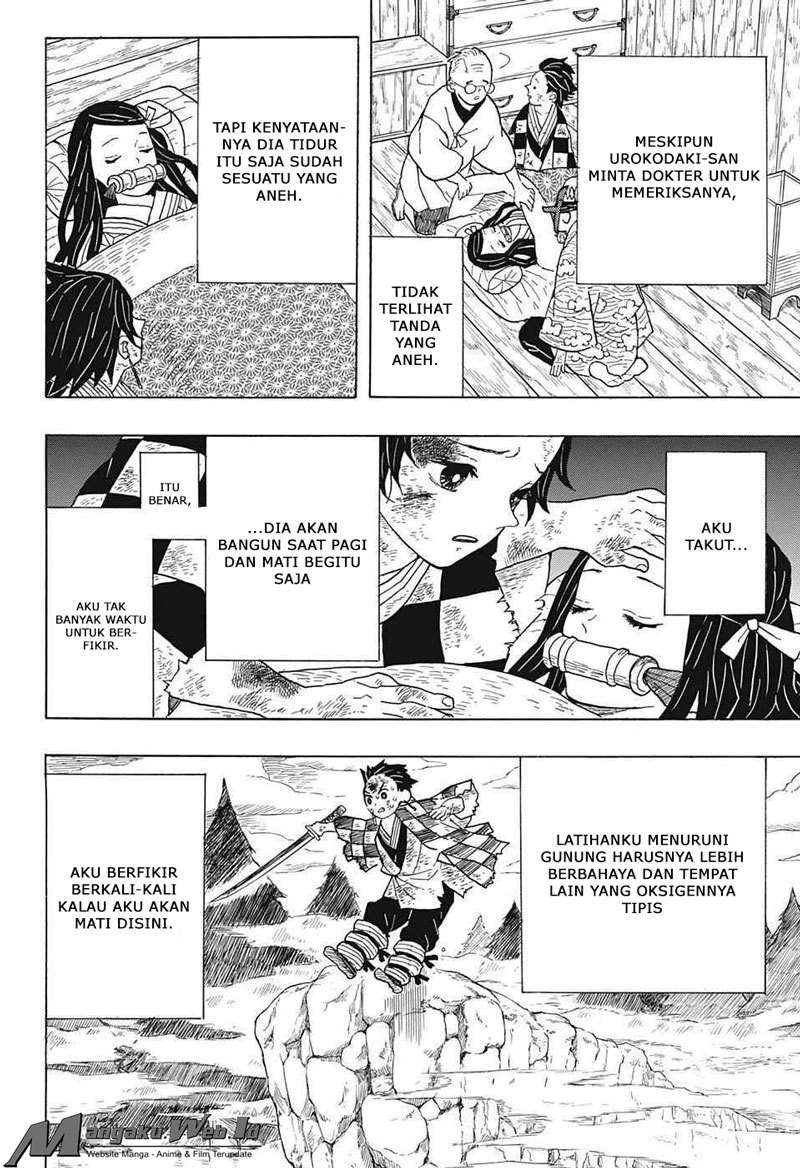 MESKIPUN
UROKODAKI-SAN
MINTA DOKTER UNTUK
MEMERIKSANYA,
TIDAK
TERLIHAT
TANDA
YANG
ANEH.
TAPI KENYATAAN-
NYA DIA TIDUR
ITU SAJA SUDAH
SESUATU YANG
ANEH.
AKU
TAKUT...
...DIA AKAN
BANGUN SAAT PAGI
DAN MATI BEGITU
SAJA
ITU
BENAR,
AKU TAK
BANYAK WAKTU
UNTUK BER-
FIKIR.
LATIHANKU MENURUNI
GUNUNG HARUSNYA LEBIH
BERBAHAYA DAN TEMPAT
LAIN YANG OKSIGENNYA
TIPIS
AKU BERFIKIR
BERKALI-KALI
KALAU AKU AKAN
MATI DISINI.
Mangaku Web Id
Website Manga - Anime & Film Terupdate